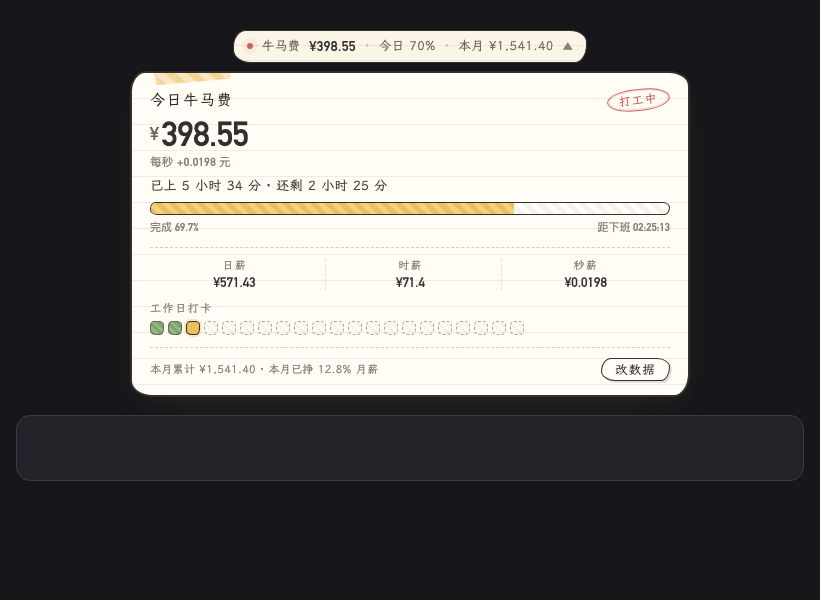 牛马费 ¥398.55 · 今日 70% · 本月 ¥1,541.40
今日牛马费
打工中
¥398.55
每秒 +0.0198 元
已上 5 小时 34 分 · 还剩 2 小时 25 分
完成 69.7%
距下班 02:25:13
日薪
¥571.43
时薪
¥71.4
秒薪
¥0.0198
工作日打卡
本月累计 ¥1,541.40 · 本月已挣 12.8% 月薪
改数据